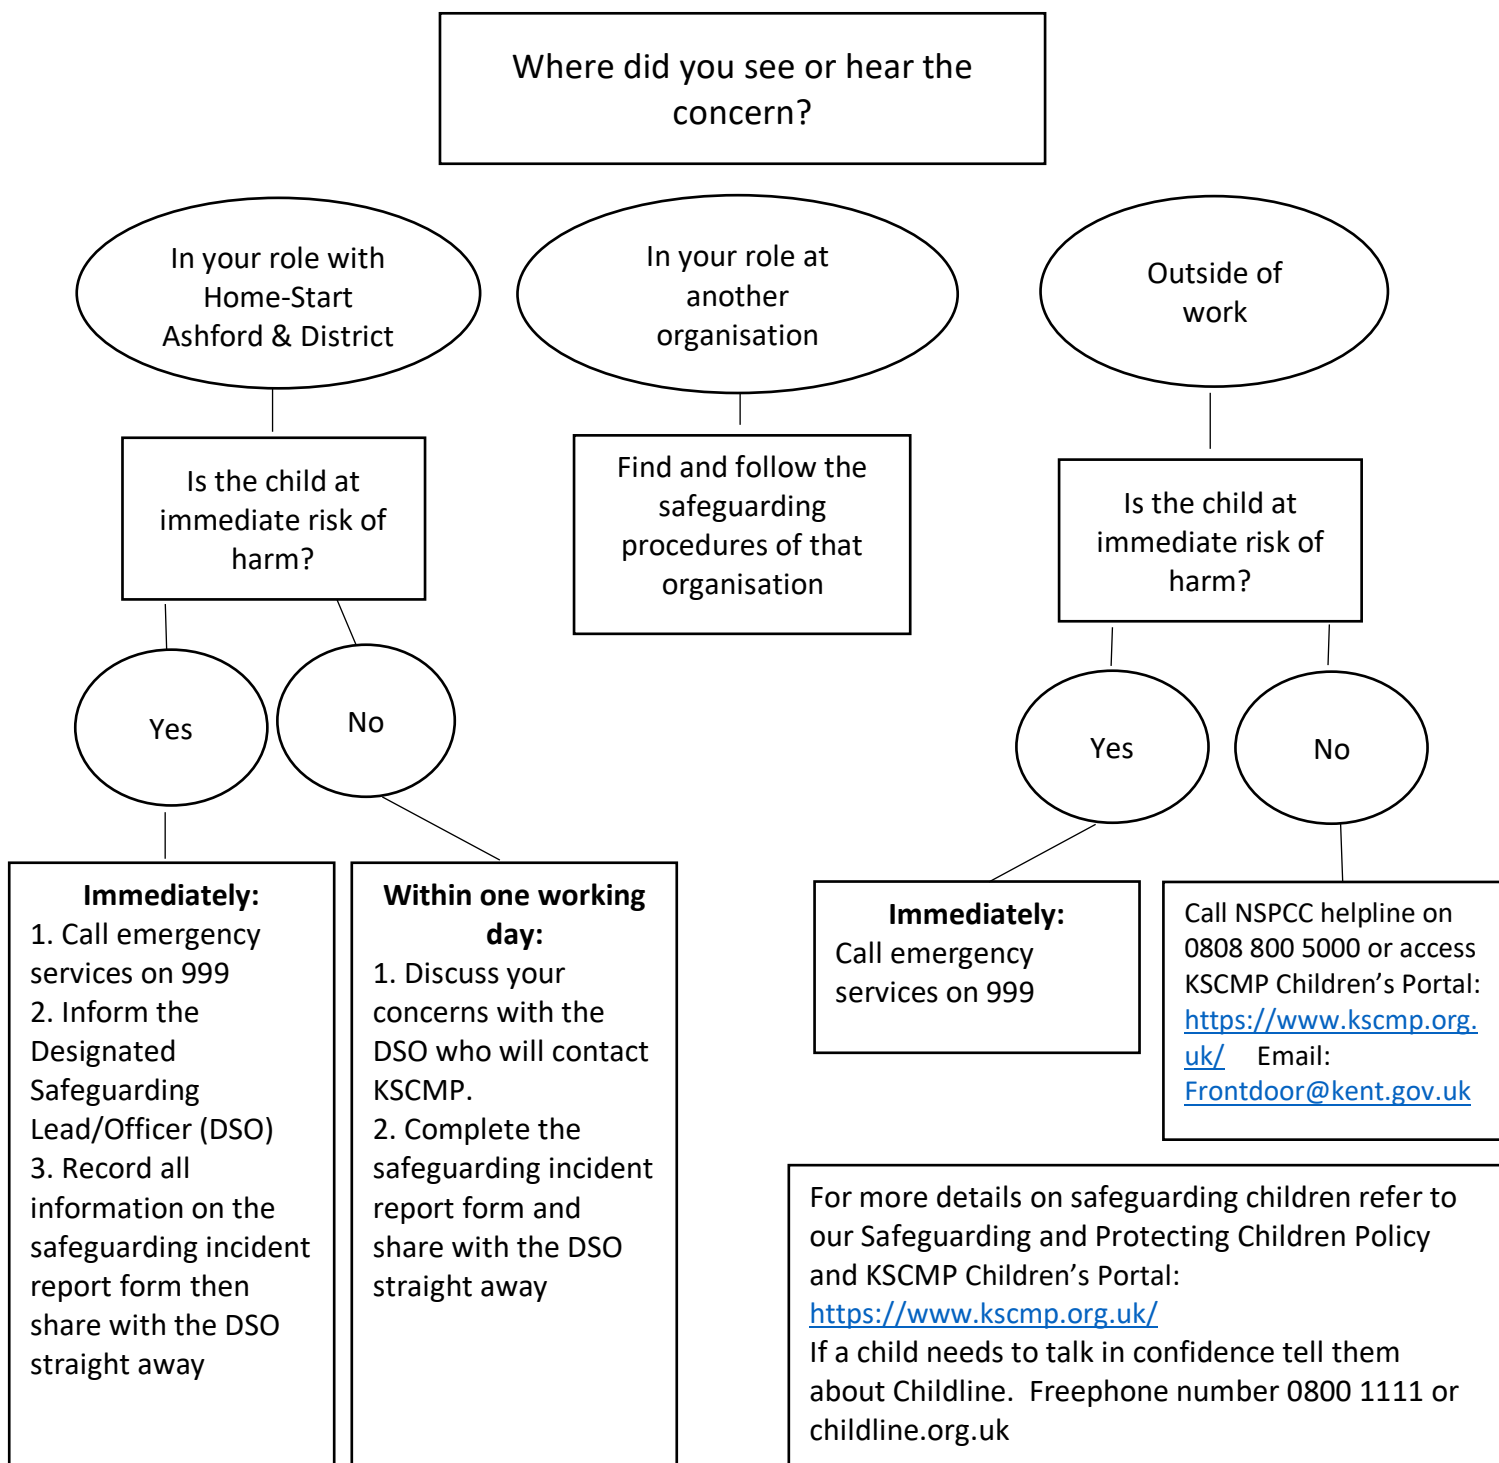 Where did you see or hear the
concern?
In your role with
Home-Start
Ashford & District
In your role at
another
organisation
Outside of
work
Is the child at
immediate risk of
harm?
Find and follow the
safeguarding
procedures of that
organisation
Is the child at
immediate risk of
harm?
Yes
No
Yes
No
Immediately:
1. Call emergency
services on 999
2. Inform the
Designated
Safeguarding
Lead/Officer (DSO)
3. Record all
information on the
safeguarding incident
report form then
share with the DSO
straight away
Within one working
day:
1. Discuss your
concerns with the
DSO who will contact
KSCMP.
2. Complete the
safeguarding incident
report form and
share with the DSO
straight away
Immediately:
Call emergency
services on 999
Call NSPCC helpline on
0808 800 5000 or access
KSCMP Children’s Portal:
https://www.kscmp.org.
uk/ Email:
Frontdoor@kent.gov.uk
For more details on safeguarding children refer to
our Safeguarding and Protecting Children Policy
and KSCMP Children’s Portal:
https://www.kscmp.org.uk/
If a child needs to talk in confidence tell them
about Childline. Freephone number 0800 1111 or
childline.org.uk